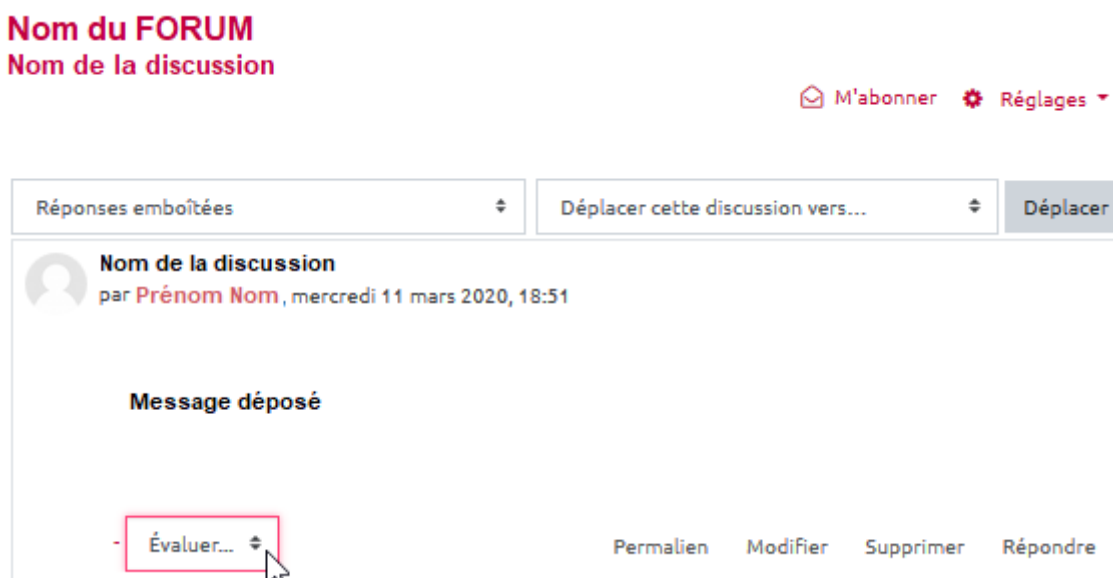 Nom du FORUM
Nom de la discussion
M'abonner Réglages
Réponses emboîtées Déplacer cette discussion vers... Déplacer
Nom de la discussion
par Prénom Nom, mercredi 11 mars 2020, 18:51
Message déposé
- Évaluer... Permalien Modifier Supprimer Répondre